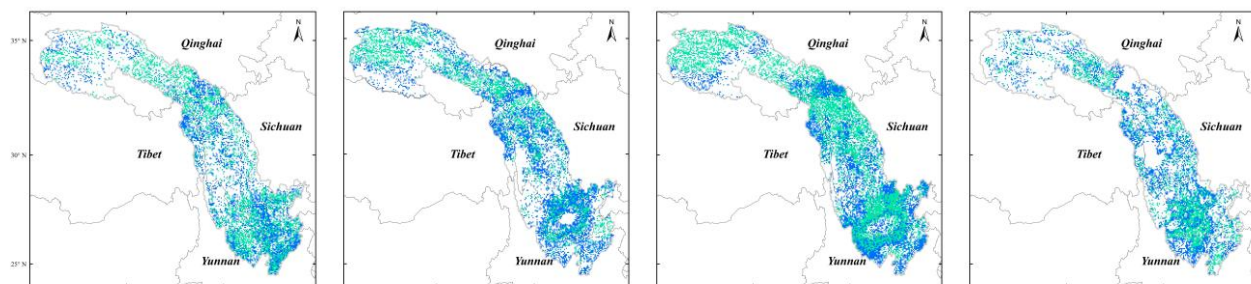 N N N N
35° N Qinghai Qinghai Qinghai Qinghai
Sichuan Sichuan Sichuan Sichuan
30° N Tibet Tibet Tibet Tibet
25° N Yunnan Yunnan Yunnan Yunnan